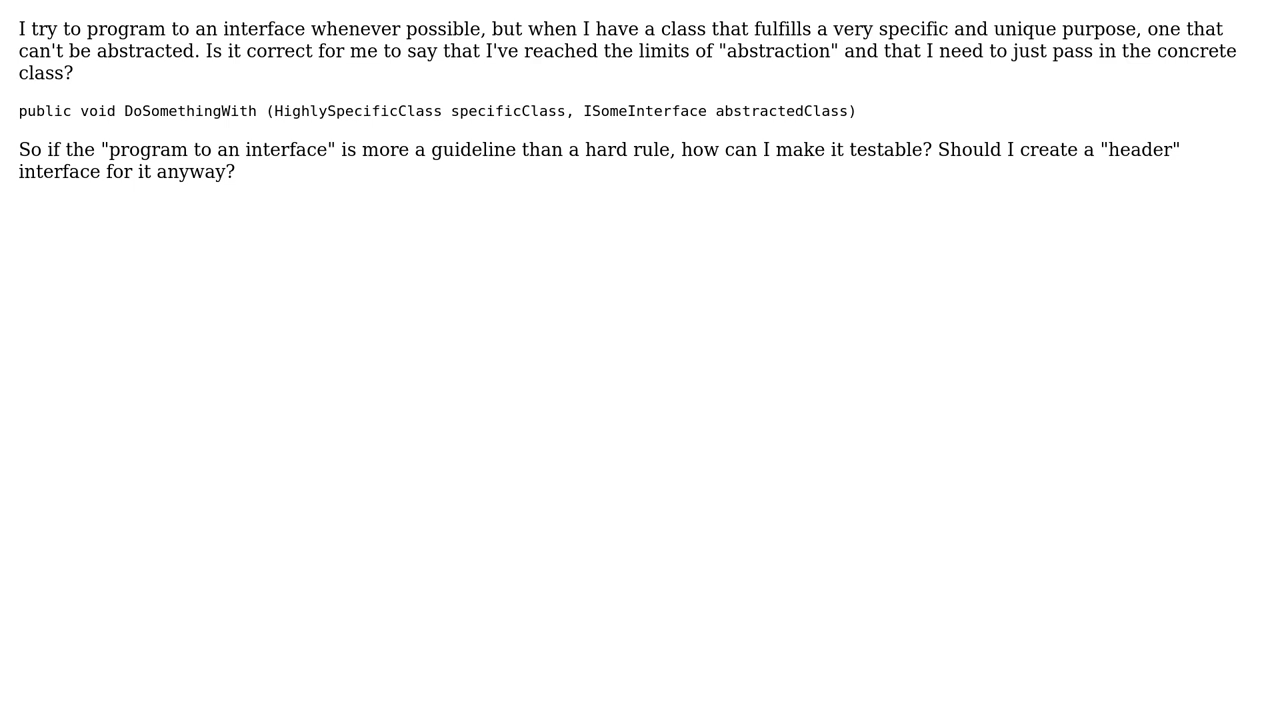 I try to program to an interface whenever possible, but when I have a class that fulfills a very specific and unique purpose, one that
can't be abstracted. Is it correct for me to say that I've reached the limits of "abstraction" and that I need to just pass in the concrete
class?
public void DoSomethingWith (HighlySpecificClass specificClass, ISomeInterface abstractedClass)
So if the "program to an interface" is more a guideline than a hard rule, how can I make it testable? Should I create a "header"
interface for it anyway?